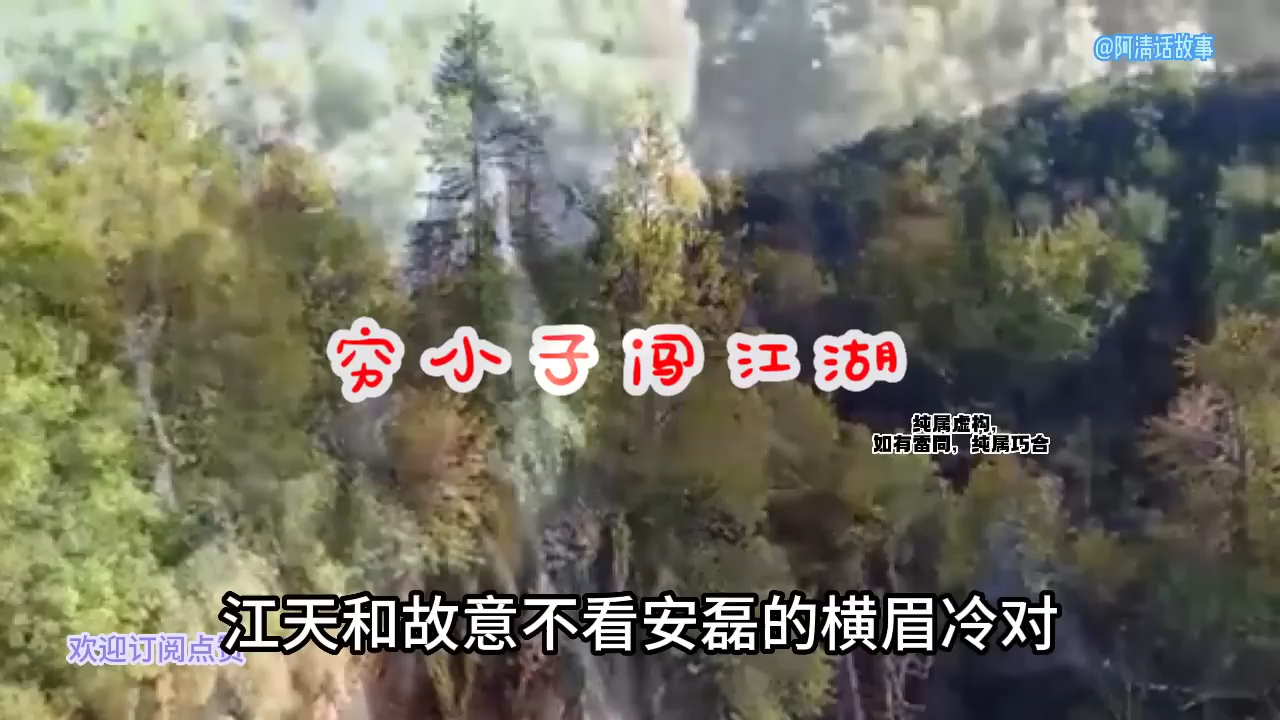 @阿清话故事
穷小子闯江湖
纯属虚构，
如有雷同，纯属巧合
江天和故意不看安磊的横眉冷对
欢迎订阅点赞